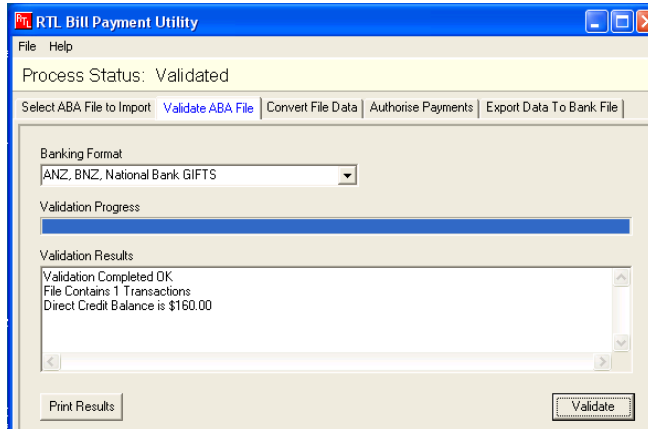 RTL RTL Bill Payment Utility
File Help
Process Status: Validated
Select ABA File to Import Validate ABA File Convert File Data Authorise Payments Export Data To Bank File
Banking Format
ANZ, BNZ, National Bank GIFTS
Validation Progress
Validation Results
Validation Completed OK
File Contains 1 Transactions
Direct Credit Balance is $160.00
Print Results Validate